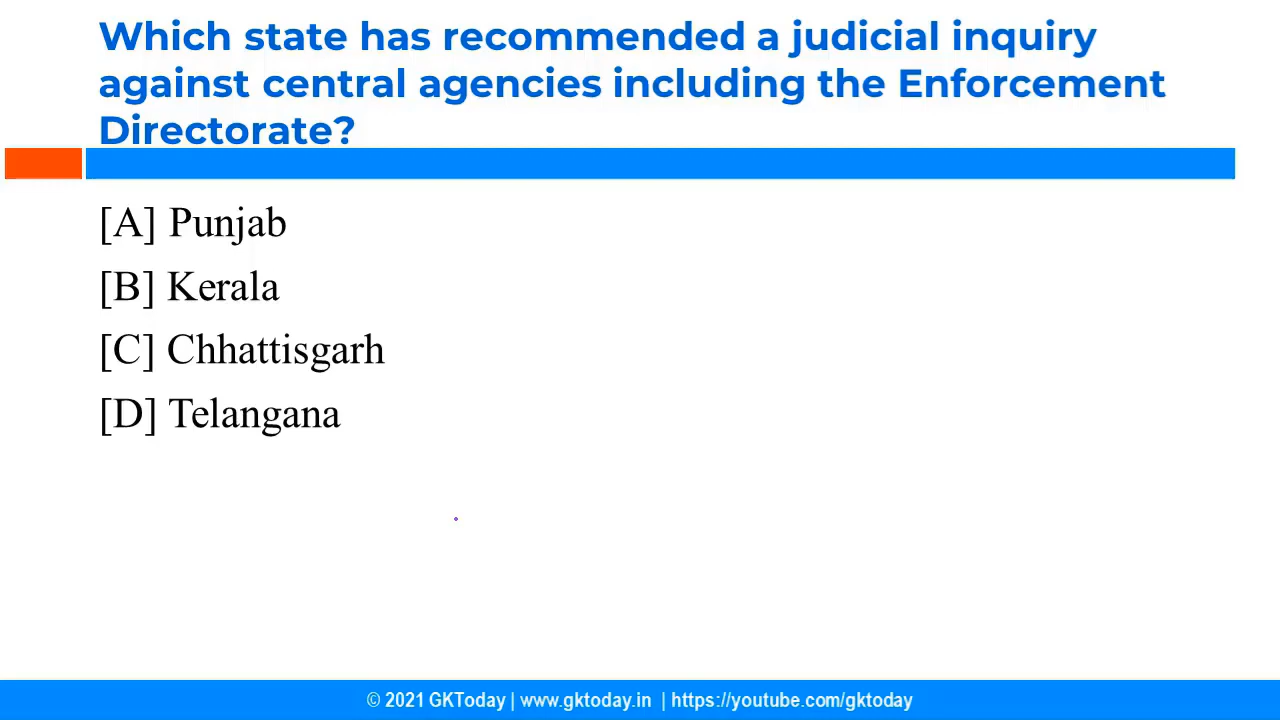 Which state has recommended a judicial inquiry
against central agencies including the Enforcement
Directorate?
[A] Punjab
[B] Kerala
[C] Chhattisgarh
[D] Telangana
© 2021 GKToday | www.gktoday.in | https://youtube.com/gktoday